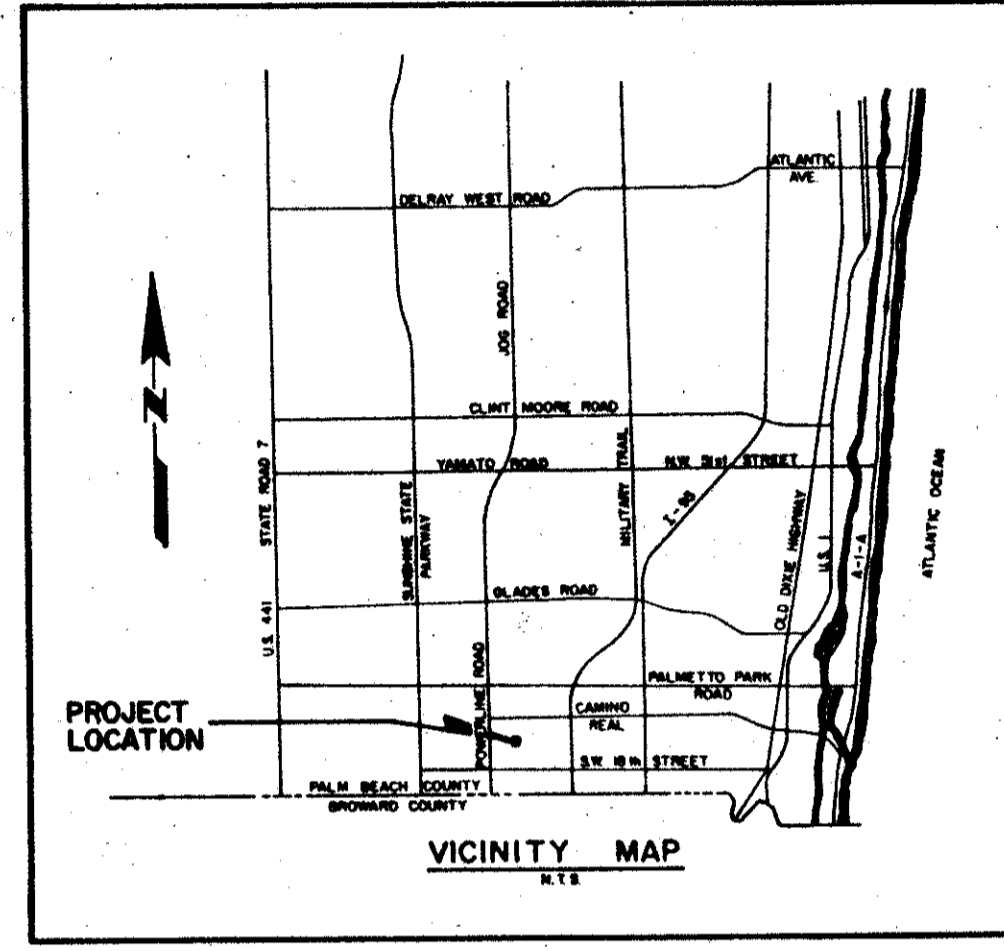 ATLANTIC
AVE.
DELRAY WEST ROAD
JOG ROAD
N
CLINT MOORE ROAD
YAMATO ROAD
N.W. 51st STREET
STATE ROAD 7
U.S. 441
SUNSHINE STATE
PARKWAY
MILITARY TRAIL
I-95
OLD DIXIE HIGHWAY
U.S. 1
A-1-A
ATLANTIC OCEAN
GLADES ROAD
POWERLINE ROAD
PALMETTO PARK
ROAD
CAMINO
REAL
PROJECT
LOCATION
S.W. 18th STREET
PALM BEACH COUNTY
BROWARD COUNTY
VICINITY MAP
N.T.S.